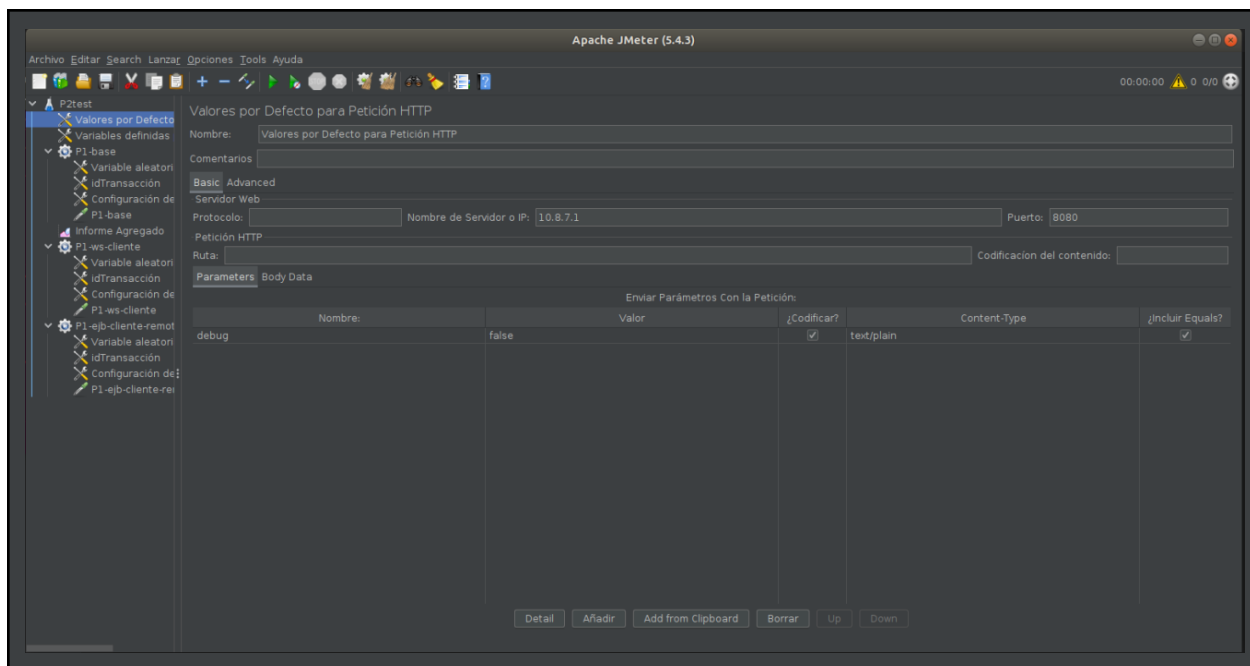 Apache JMeter (5.4.3)
Archivo Editar Search Lanzar Opciones Tools Ayuda
00:00:00 0 0/0
P2test
Valores por Defecto
Variables definidas
P1-base
Variable aleatori
idTransacción
Configuración de
P1-base
Informe Agregado
P1-ws-cliente
Variable aleatori
idTransacción
Configuración de
P1-ws-cliente
P1-ejb-cliente-remot
Variable aleatori
idTransacción
Configuración de
P1-ejb-cliente-rei
Valores por Defecto para Petición HTTP
Nombre: Valores por Defecto para Petición HTTP
Comentarios
Basic Advanced
Servidor Web
Protocolo: Nombre de Servidor o IP: 10.8.7.1 Puerto: 8080
Petición HTTP
Ruta: Codificacíon del contenido:
Parameters Body Data
Enviar Parámetros Con la Petición:
Nombre: Valor ¿Codificar? Content-Type ¿Incluir Equals?
debug false text/plain
Detail Añadir Add from Clipboard Borrar Up Down